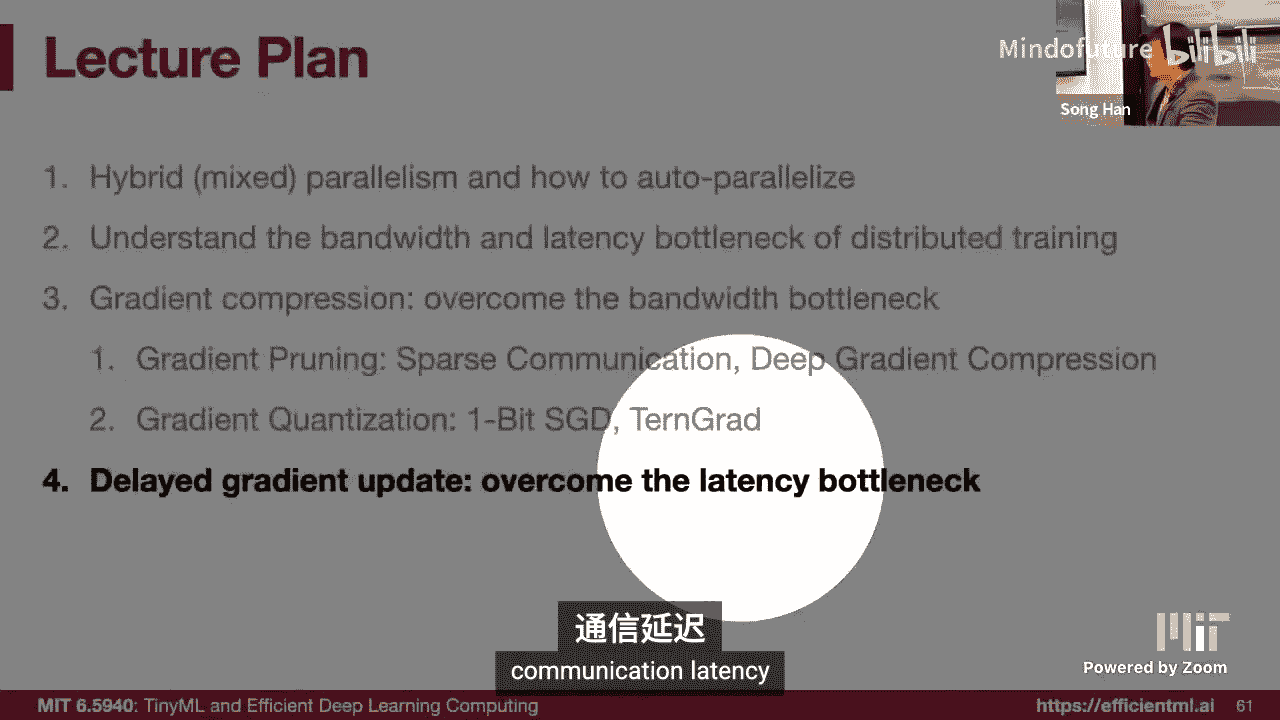 Lecture Plan
Mindofuture bilibili
Song Han
1. Hybrid (mixed) parallelism and how to auto-parallelize
2. Understand the bandwidth and latency bottleneck of distributed training
3. Gradient compression: overcome the bandwidth bottleneck
1. Gradient Pruning: Sparse Communication, Deep Gradient Compression
2. Gradient Quantization: 1-Bit SGD, TernGrad
4. Delayed gradient update: overcome the latency bottleneck
通信延迟
communication latency
MIT
Powered by Zoom
MIT 6.5940: TinyML and Efficient Deep Learning Computing
https://efficientml.ai 61